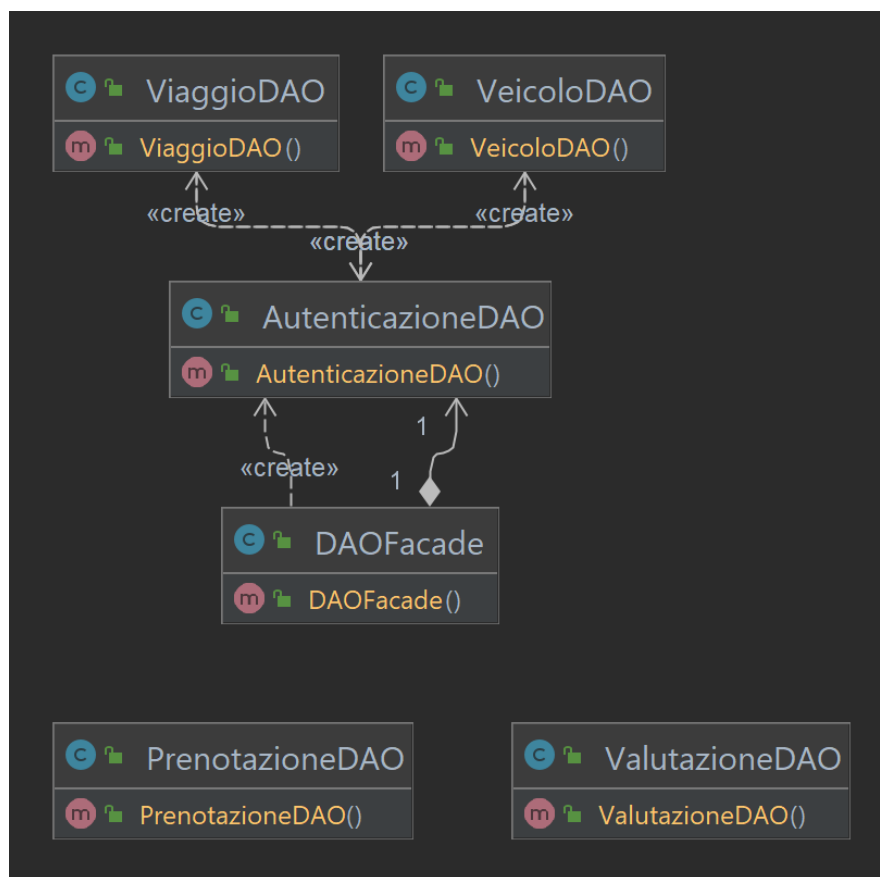 ViaggioDAO
ViaggioDAO()
VeicoloDAO
VeicoloDAO()
«create»
«create»
«create»
AutenticazioneDAO
AutenticazioneDAO()
1
«create»
1
DAOFacade
DAOFacade()
PrenotazioneDAO
PrenotazioneDAO()
ValutazioneDAO
ValutazioneDAO()